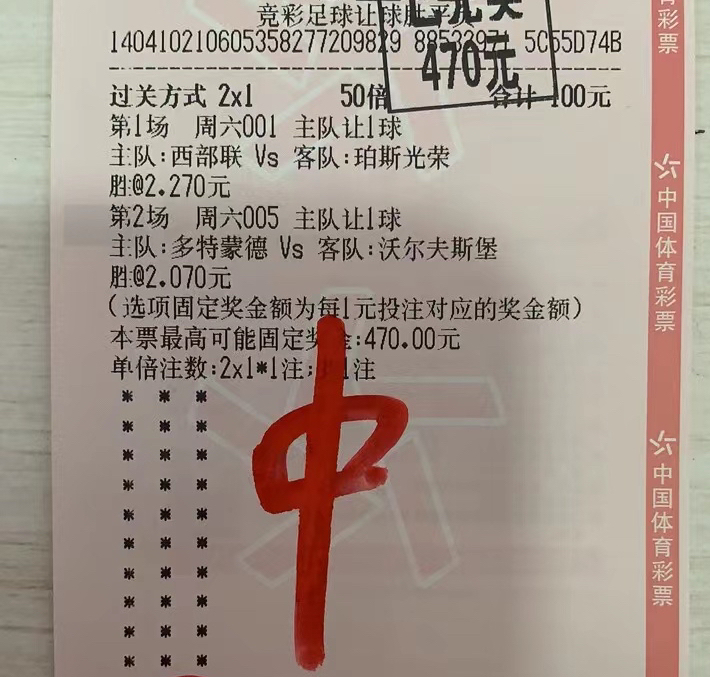 竞彩足球让球胜平负
140410210605358277209829 5C55D74B
470元
过关方式 2x1 50倍 合计 100元
第1场 周六001 主队让1球
主队:西部联 Vs 客队:珀斯光荣
胜@2.270元
第2场 周六005 主队让1球
主队:多特蒙德 Vs 客队:沃尔夫斯堡
胜@2.070元
(选项固定奖金额为每1元投注对应的奖金额)
本票最高可能固定奖金:470.00元
单倍注数:2x1*1注; 1注
* * *
* * *
* * *
* * *
* * *
* * *
* * *
* * *
* * *
* * *
中
育彩票
中国体育彩票
中国体育彩票